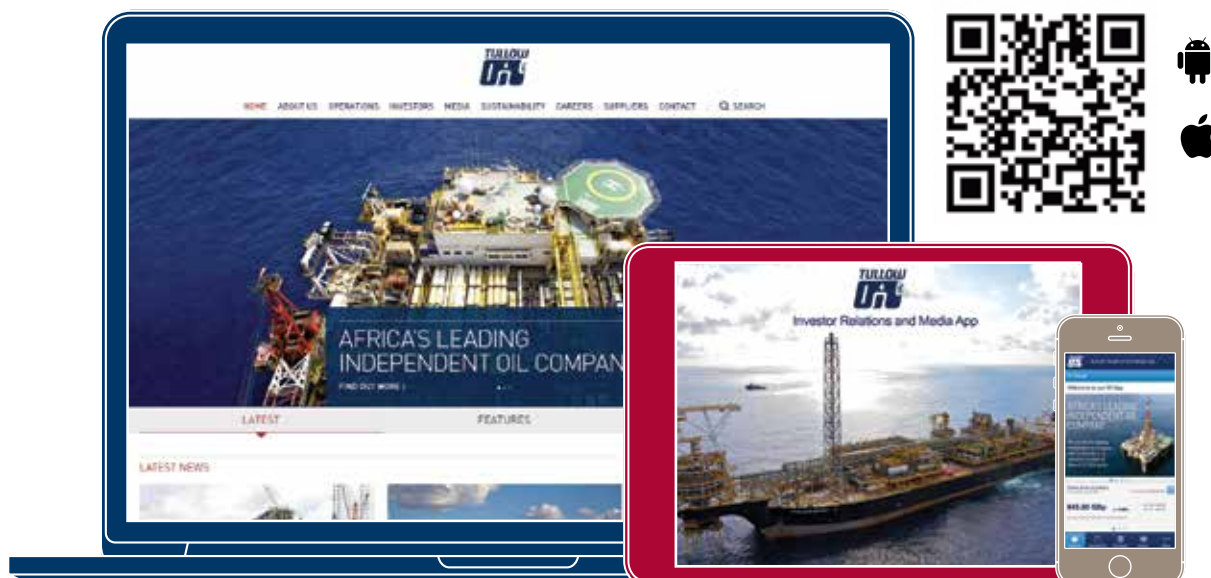 TULLOW
OIL
HOME ABOUT US OPERATIONS INVESTORS MEDIA SUSTAINABILITY CAREERS SUPPLIERS CONTACT SEARCH
AFRICA'S LEADING
INDEPENDENT OIL COMPAN
FIND OUT MORE
LATEST
FEATURES
LATEST NEWS
TULLOW
OIL
Investor Relations and Media App
AFRICA'S LEADING
INDEPENDENT OIL
COMPANY